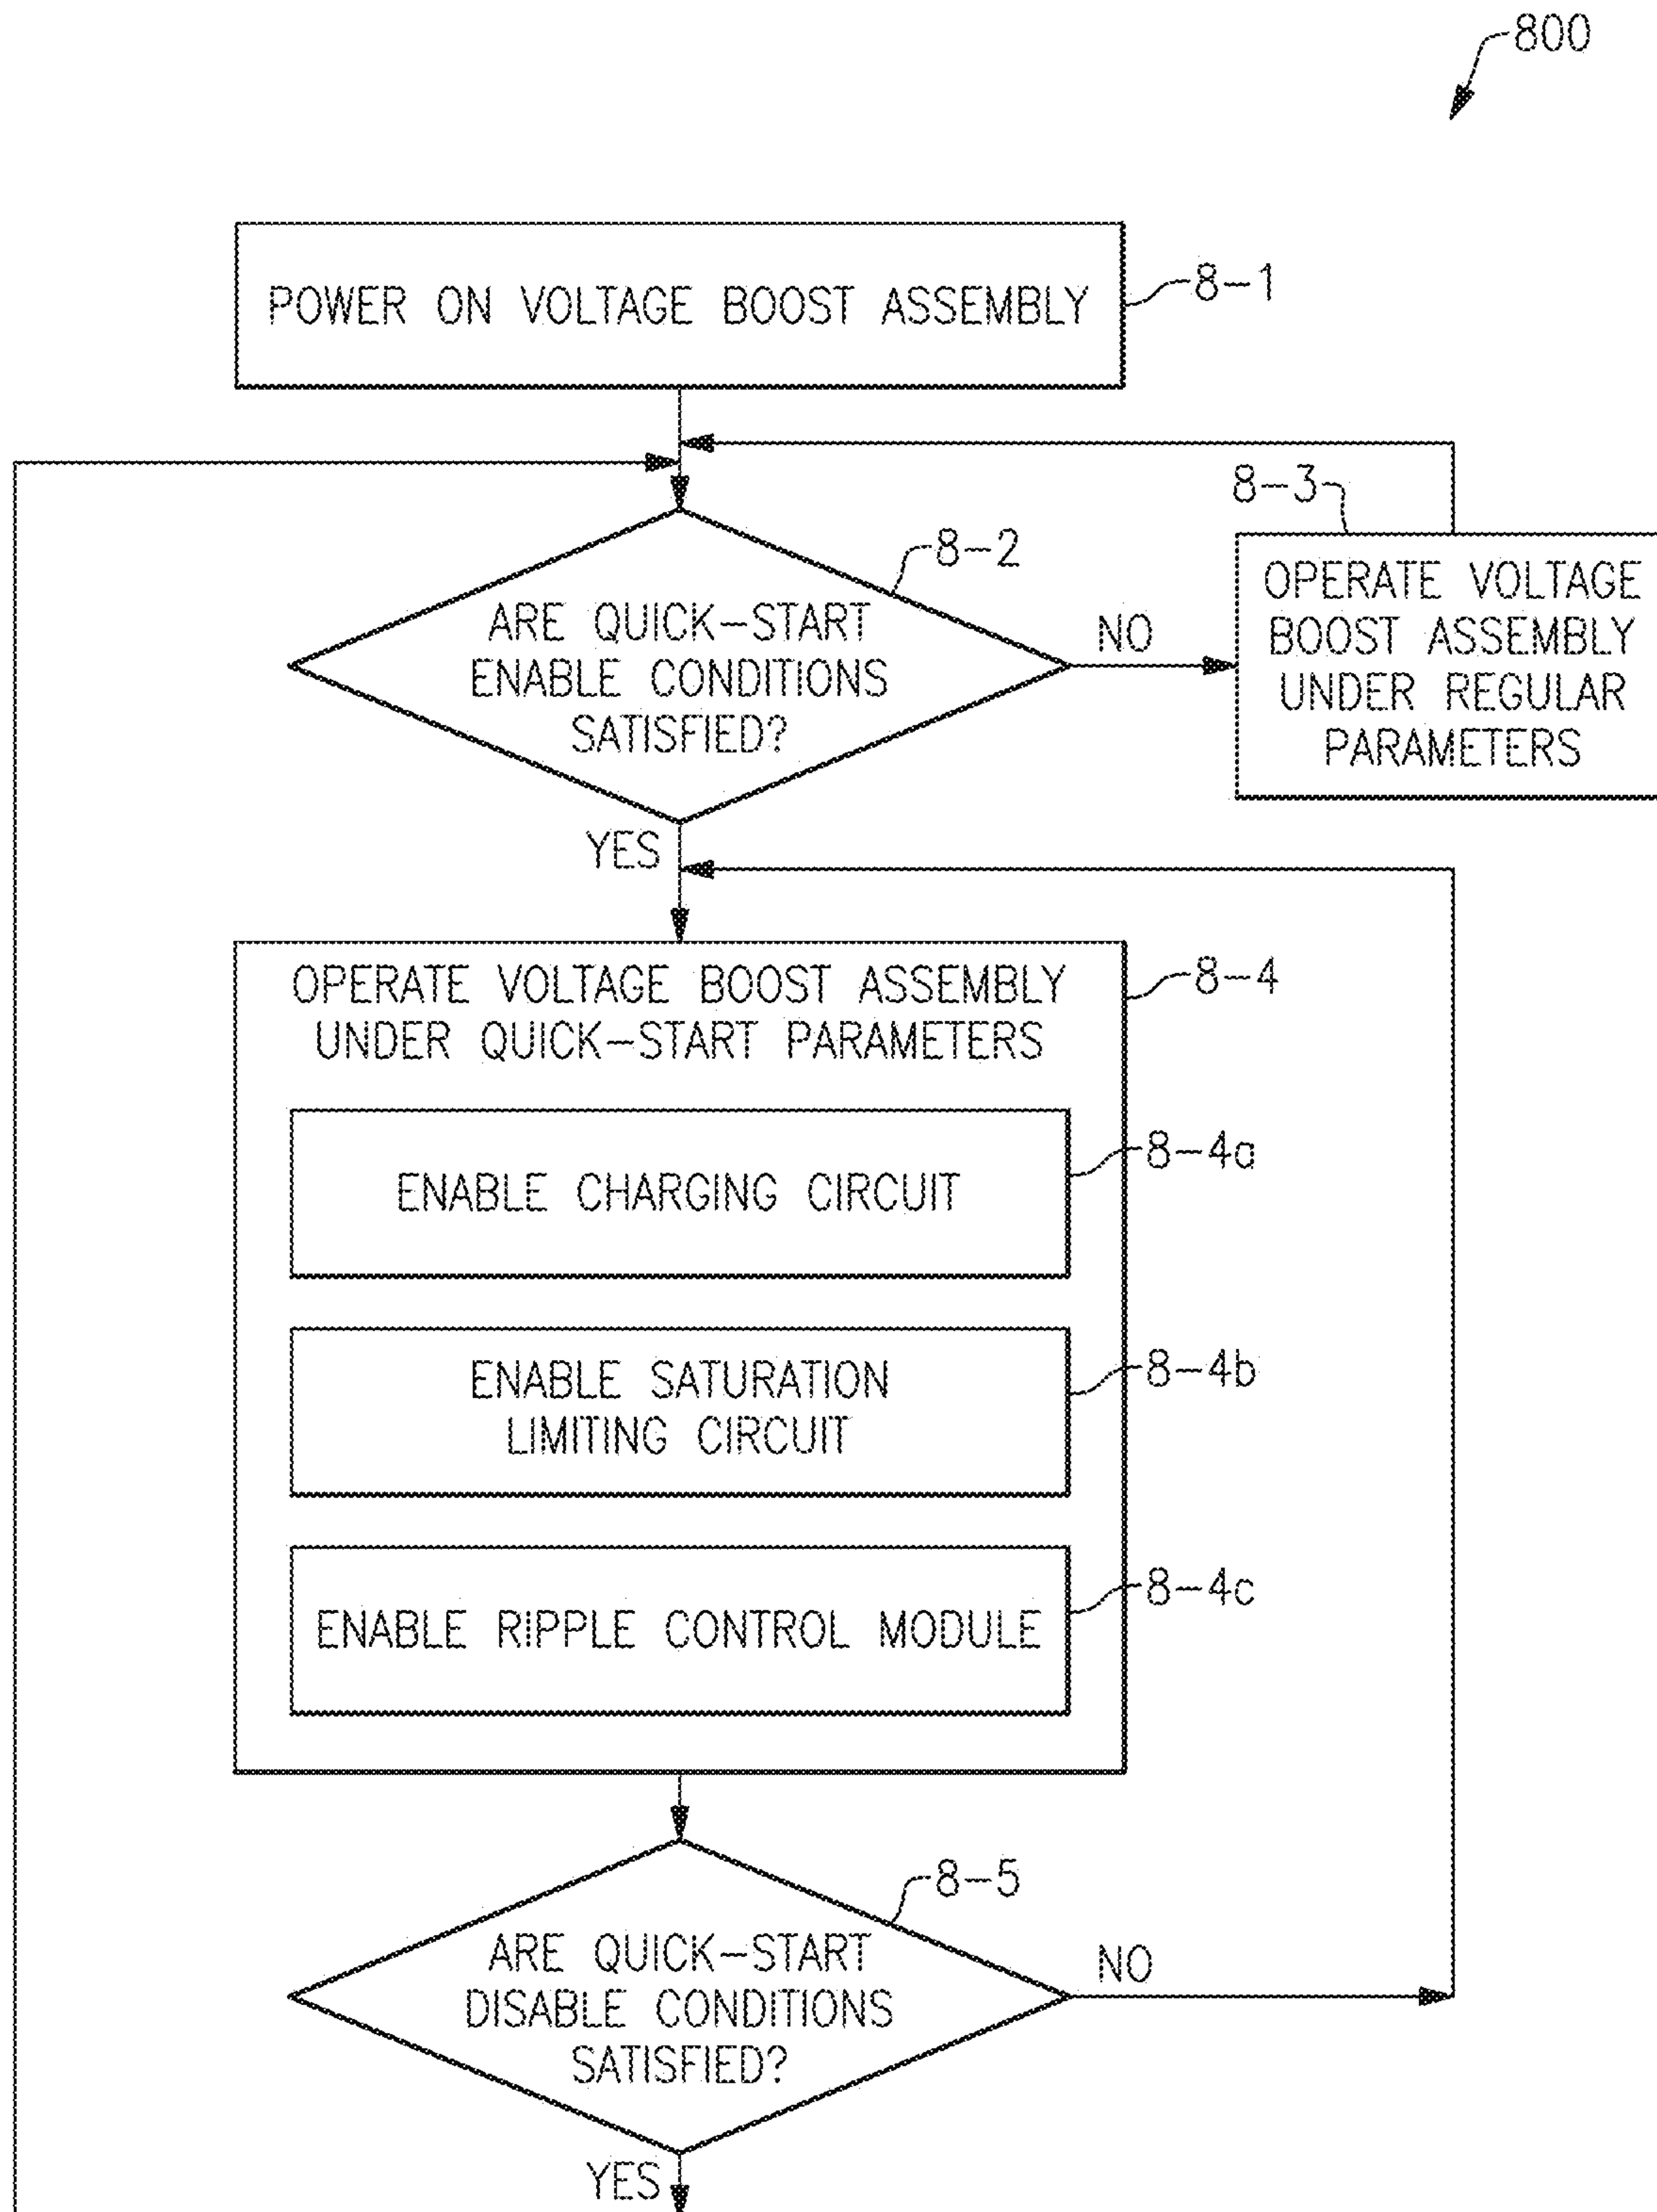 800
POWER ON VOLTAGE BOOST ASSEMBLY
8-1
8-3
8-2
ARE QUICK-START
ENABLE CONDITIONS
SATISFIED?
NO
OPERATE VOLTAGE
BOOST ASSEMBLY
UNDER REGULAR
PARAMETERS
YES
OPERATE VOLTAGE BOOST ASSEMBLY
UNDER QUICK-START PARAMETERS
8-4
ENABLE CHARGING CIRCUIT
8-4a
ENABLE SATURATION
LIMITING CIRCUIT
8-4b
ENABLE RIPPLE CONTROL MODULE
8-4c
8-5
ARE QUICK-START
DISABLE CONDITIONS
SATISFIED?
NO
YES